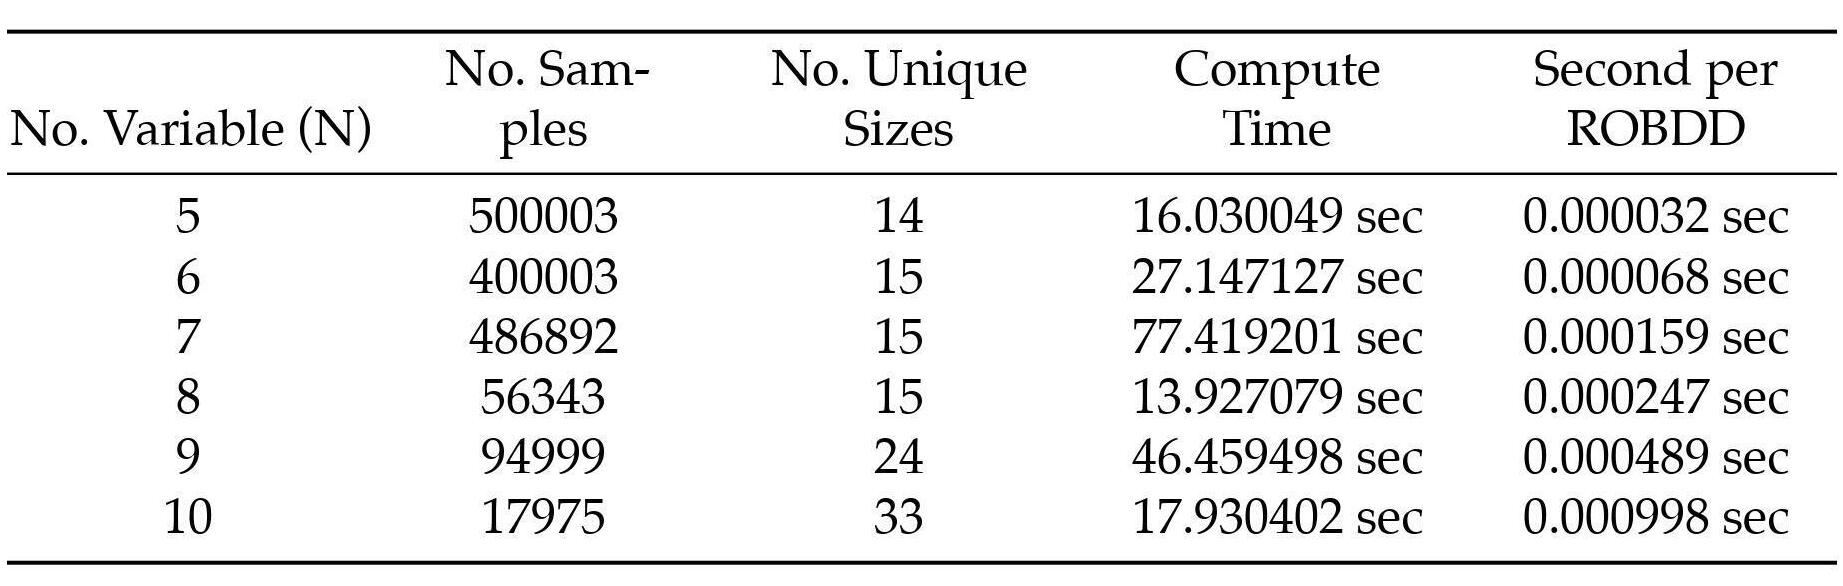 No. Variable (N) No. Sam- No. Unique Compute Second per
ples Sizes Time ROBDD
5 500003 14 16.030049 sec 0.000032 sec
6 400003 15 27.147127 sec 0.000068 sec
7 486892 15 77.419201 sec 0.000159 sec
8 56343 15 13.927079 sec 0.000247 sec
9 94999 24 46.459498 sec 0.000489 sec
10 17975 33 17.930402 sec 0.000998 sec